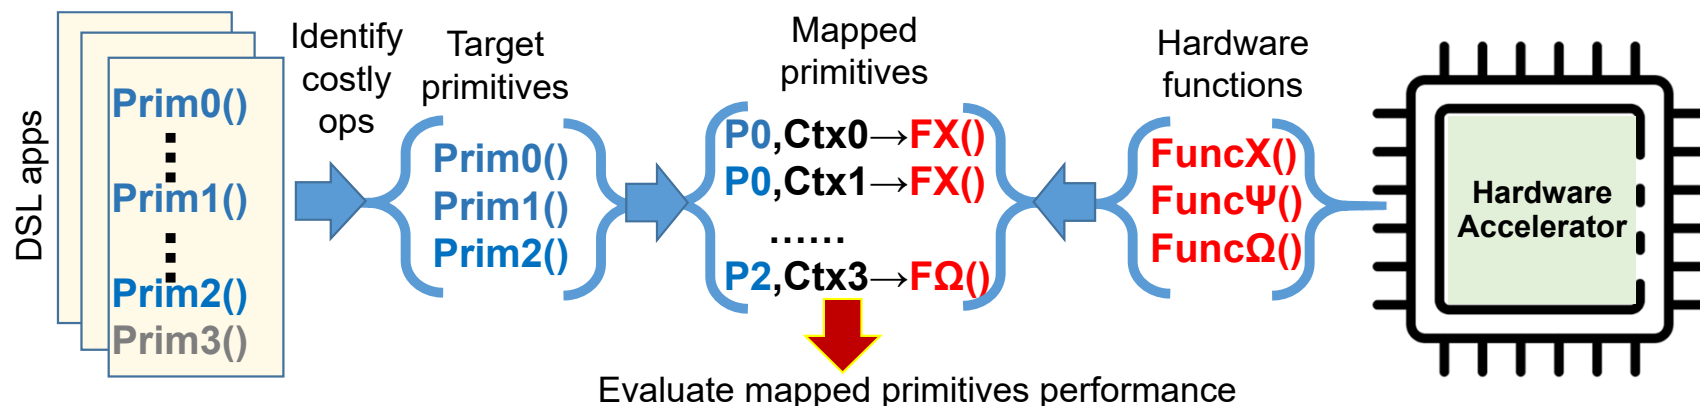 DSL apps
Prim0()
Prim1()
Prim2()
Prim3()
Identify
costly
ops
Target
primitives
Prim0()
Prim1()
Prim2()
Mapped
primitives
P0,Ctx0→FX()
P0,Ctx1→FX()
......
P2,Ctx3→FΩ()
Evaluate mapped primitives performance
Hardware
functions
FuncX()
FuncΨ()
FuncΩ()
Hardware
Accelerator